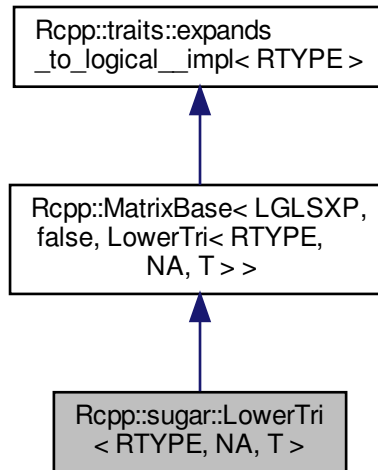 Rcpp::traits::expands
_to_logical__impl< RTYPE >
Rcpp::MatrixBase< LGLSXP,
false, LowerTri< RTYPE,
NA, T > >
Rcpp::sugar::LowerTri
< RTYPE, NA, T >